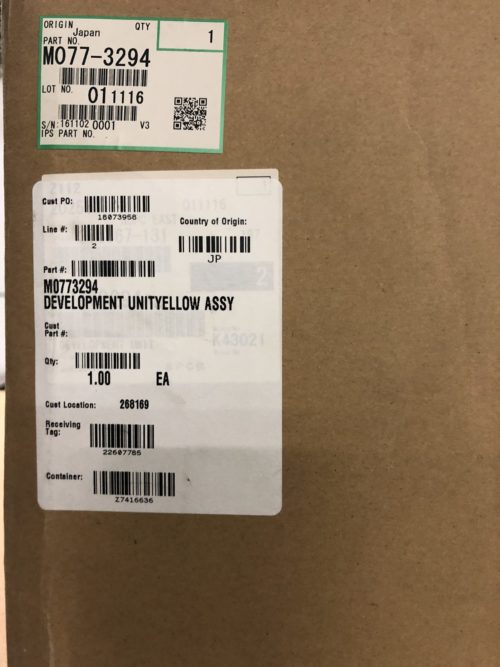 ORIGIN Japan QTY 1
PART NO.
M077-3294
LOT NO. 011116
S/N:161102 0001 V3
IPS PART NO.
Cust PO:
18073958
Country of Origin:
JP
Line #:
2
Part #:
M0773294
DEVELOPMENT UNITYELLOW ASSY
Cust
Part #:
K43021
Qty:
1.00 EA
Cust Location: 268169
Receiving
Tag:
22607786
Container:
Z7416636